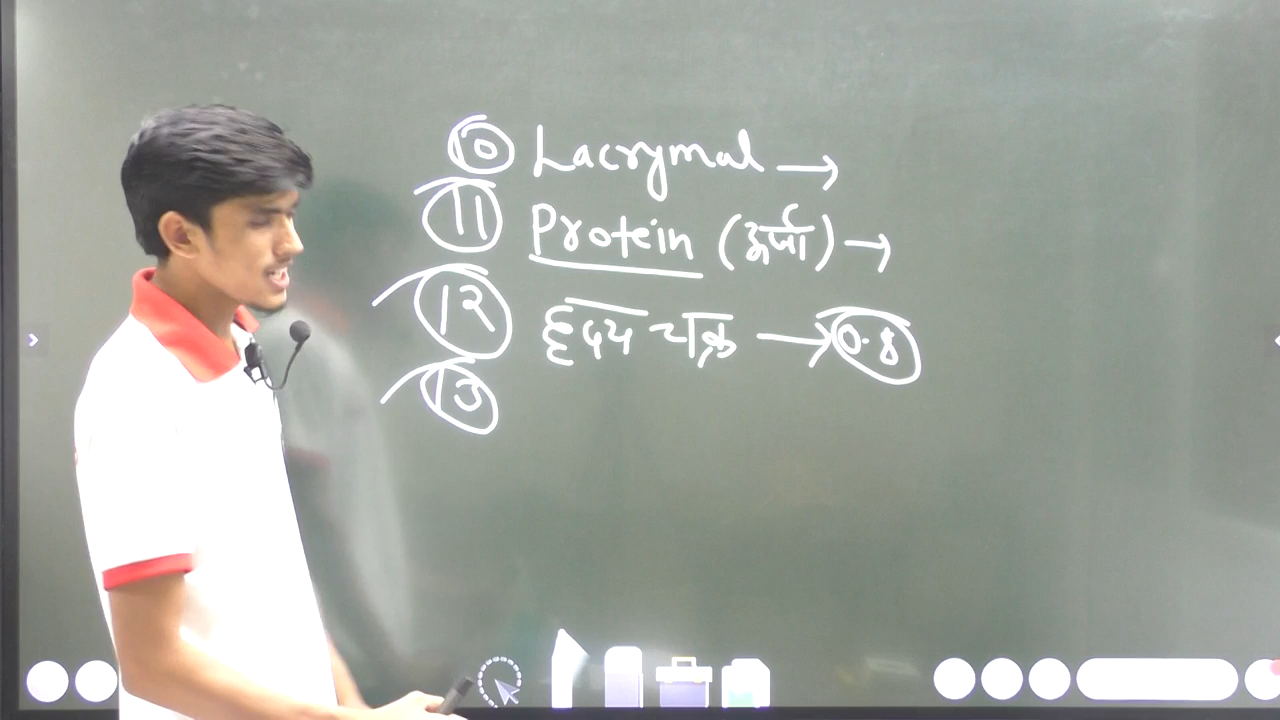 10 Lacrymal →
11 Protein (ऊर्जा) →
12 हृदय चक्र → 0.8
13